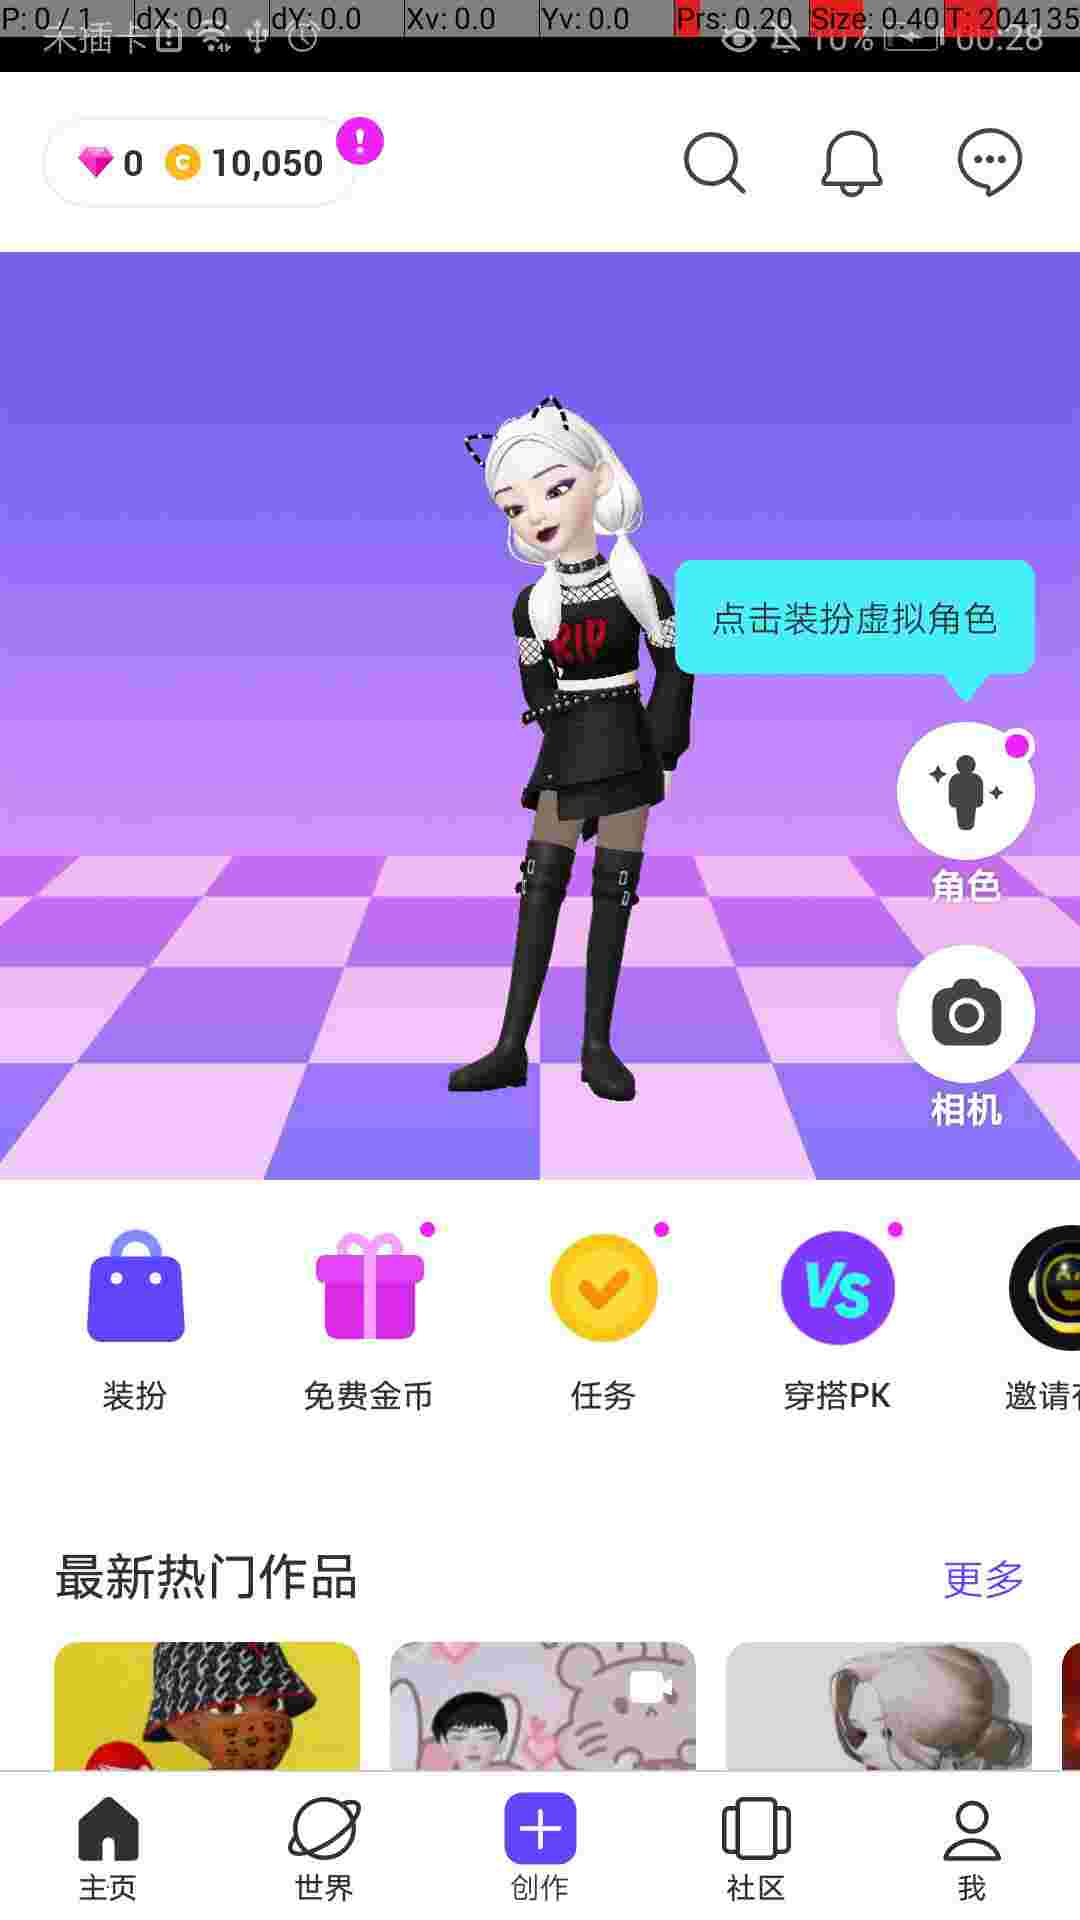 P: 0 / 1 dX: 0.0 dY: 0.0 Xv: 0.0 Yv: 0.0 Prs: 0.20 Size: 0.40 T: 204135
未插卡 10% 00:28
0 C 10,050 !
RIP
点击装扮虚拟角色
角色
相机
VS
装扮 免费金币 任务 穿搭PK 邀请
最新热门作品 更多
主页 世界 创作 社区 我